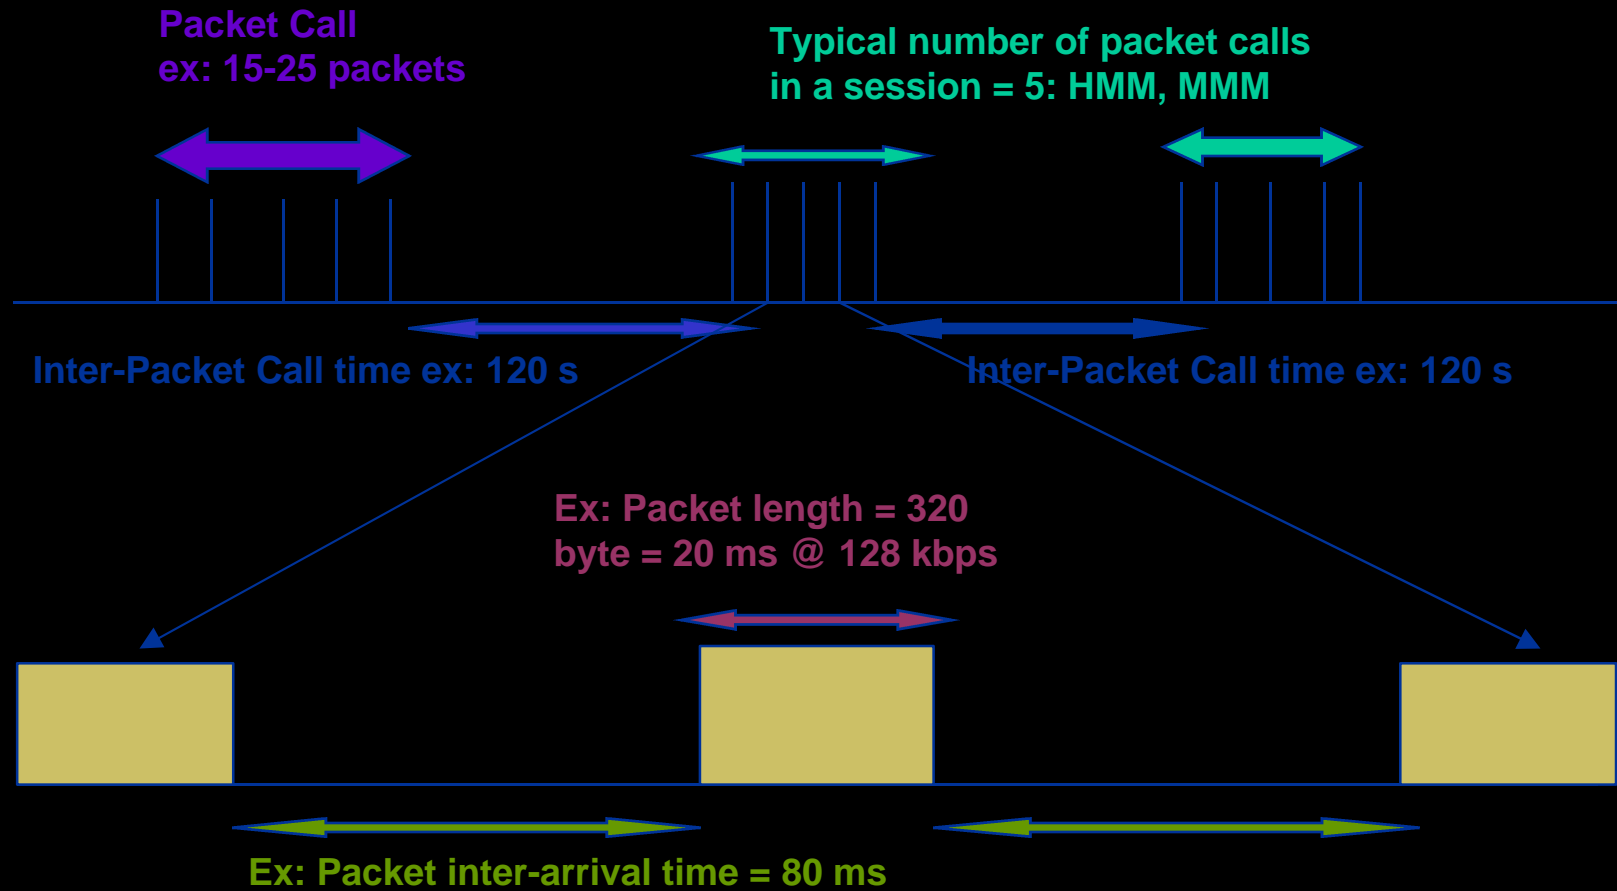 Packet Call
ex: 15-25 packets
Typical number of packet calls
in a session = 5: HMM, MMM
Inter-Packet Call time ex: 120 s
Inter-Packet Call time ex: 120 s
Ex: Packet length = 320
byte = 20 ms @ 128 kbps
Ex: Packet inter-arrival time = 80 ms